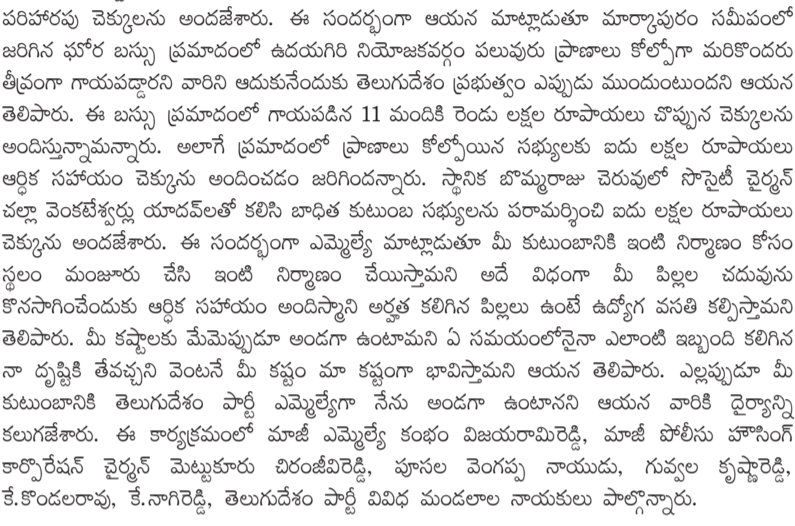 పరిహారపు చెక్కులను అందజేశారు. ఈ సందర్భంగా ఆయన మాట్లాడుతూ మార్కాపురం సమీపంలో
జరిగిన ఘోర బస్సు ప్రమాదంలో ఉదయగిరి నియోజకవర్గం పలువురు ప్రాణాలు కోల్పోగా మరికొందరు
తీవ్రంగా గాయపడ్డారని వారిని ఆదుకునేందుకు తెలుగుదేశం ప్రభుత్వం ఎప్పుడు ముందుంటుందని ఆయన
తెలిపారు. ఈ బస్సు ప్రమాదంలో గాయపడిన 11 మందికి రెండు లక్షల రూపాయలు చొప్పున చెక్కులను
అందిస్తున్నామన్నారు. అలాగే ప్రమాదంలో ప్రాణాలు కోల్పోయిన సభ్యులకు ఐదు లక్షల రూపాయలు
ఆర్థిక సహాయం చెక్కును అందించడం జరిగిందన్నారు. స్థానిక బొమ్మరాజు చెరువులో సొసైటీ చైర్మన్
చల్లా వెంకటేశ్వర్లు యాదవ్‌లతో కలిసి బాధిత కుటుంబ సభ్యులను పరామర్శించి ఐదు లక్షల రూపాయలు
చెక్కును అందజేశారు. ఈ సందర్భంగా ఎమ్మెల్యే మాట్లాడుతూ మీ కుటుంబానికి ఇంటి నిర్మాణం కోసం
స్థలం మంజూరు చేసి ఇంటి నిర్మాణం చేయిస్తామని అదే విధంగా మీ పిల్లల చదువును
కొనసాగించేందుకు ఆర్థిక సహాయం అందిస్మాని అర్హత కలిగిన పిల్లలు ఉంటే ఉద్యోగ వసతి కల్పిస్తామని
తెలిపారు. మీ కష్టాలకు మేమెప్పుడూ అండగా ఉంటామని ఏ సమయంలోనైనా ఎలాంటి ఇబ్బంది కలిగిన
నా దృష్టికి తేవచ్చని వెంటనే మీ కష్టం మా కష్టంగా భావిస్తామని ఆయన తెలిపారు. ఎల్లప్పుడూ మీ
కుటుంబానికి తెలుగుదేశం పార్టీ ఎమ్మెల్యేగా నేను అండగా ఉంటానని ఆయన వారికి దైర్యాన్ని
కలుగజేశారు. ఈ కార్యక్రమంలో మాజీ ఎమ్మెల్యే కంభం విజయరామిరెడ్డి, మాజీ పోలీసు హౌసింగ్
కార్పొరేషన్ చైర్మన్ మెట్టుకూరు చిరంజీవిరెడ్డి, పూసల వెంగప్ప నాయుడు, గువ్వల కృష్ణారెడ్డి,
కే.కొండలరావు, కే.నాగిరెడ్డి, తెలుగుదేశం పార్టీ వివిధ మండలాల నాయకులు పాల్గొన్నారు.